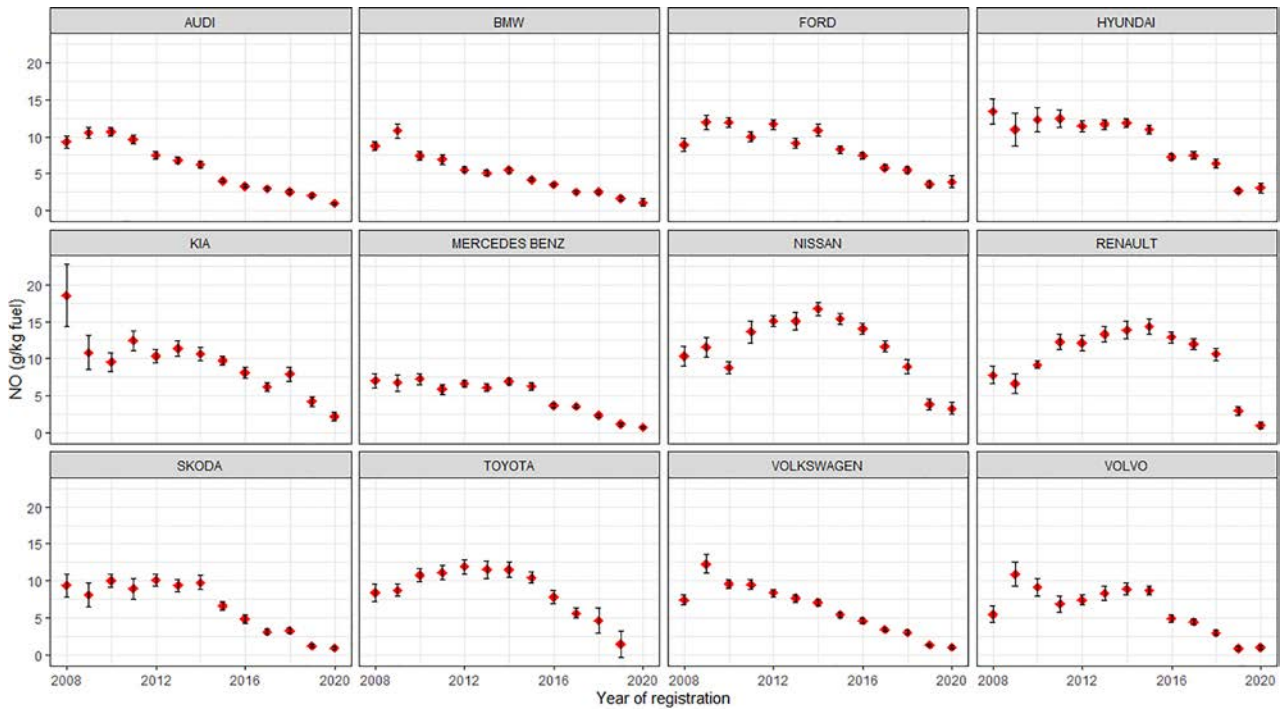 AUDI BMW FORD HYUNDAI
20
15
10
5
0
KIA MERCEDES BENZ NISSAN RENAULT
20
15
10
5
0
NO (g/kg fuel)
SKODA TOYOTA VOLKSWAGEN VOLVO
20
15
10
5
0
2008 2012 2016 2020 2008 2012 2016 2020 2008 2012 2016 2020 2008 2012 2016 2020
Year of registration